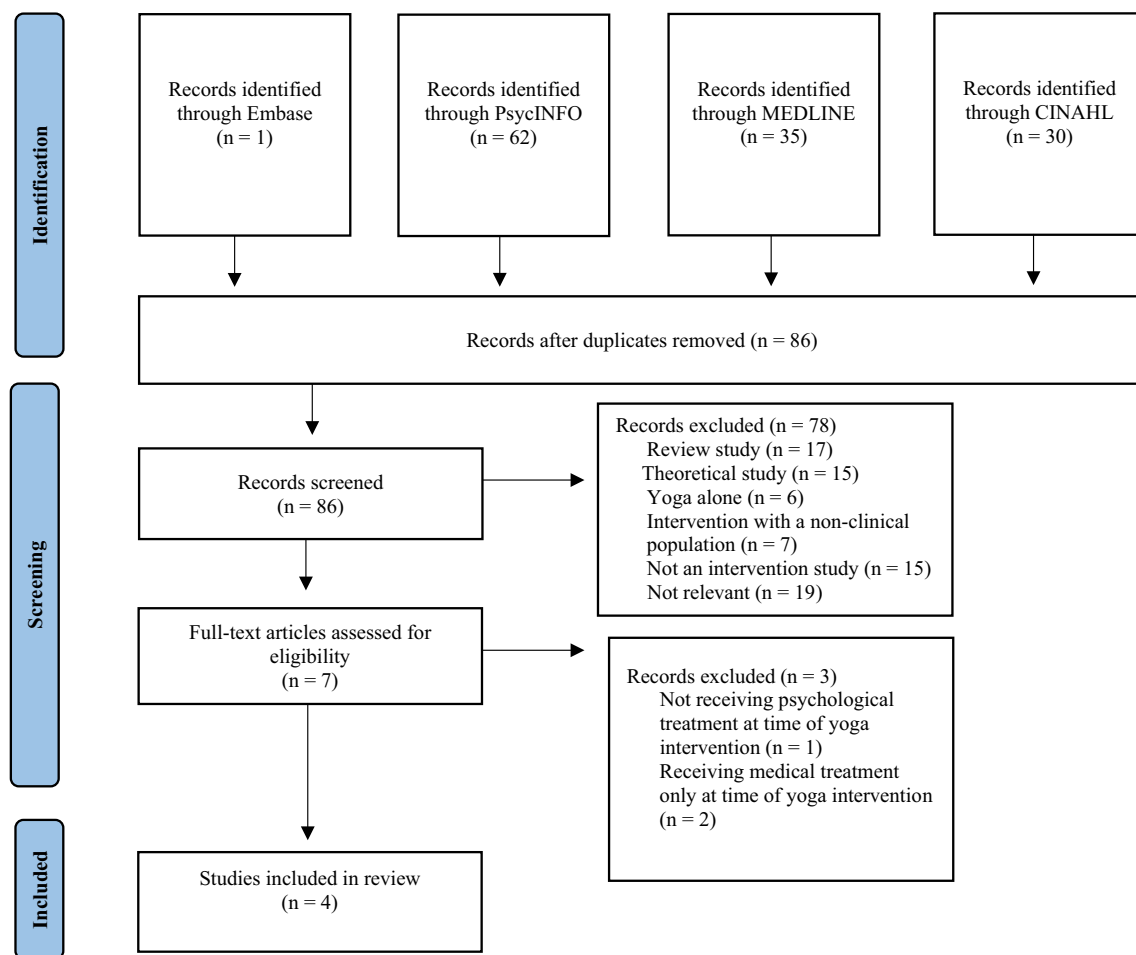 Identification
Records identified
through Embase
(n = 1)
Records identified
through PsycINFO
(n = 62)
Records identified
through MEDLINE
(n = 35)
Records identified
through CINAHL
(n = 30)
Records after duplicates removed (n = 86)
Screening
Records screened
(n = 86)
Records excluded (n = 78)
Review study (n = 17)
Theoretical study (n = 15)
Yoga alone (n = 6)
Intervention with a non-clinical
population (n = 7)
Not an intervention study (n = 15)
Not relevant (n = 19)
Full-text articles assessed for
eligibility
(n = 7)
Records excluded (n = 3)
Not receiving psychological
treatment at time of yoga
intervention (n = 1)
Receiving medical treatment
only at time of yoga intervention
(n = 2)
Included
Studies included in review
(n = 4)